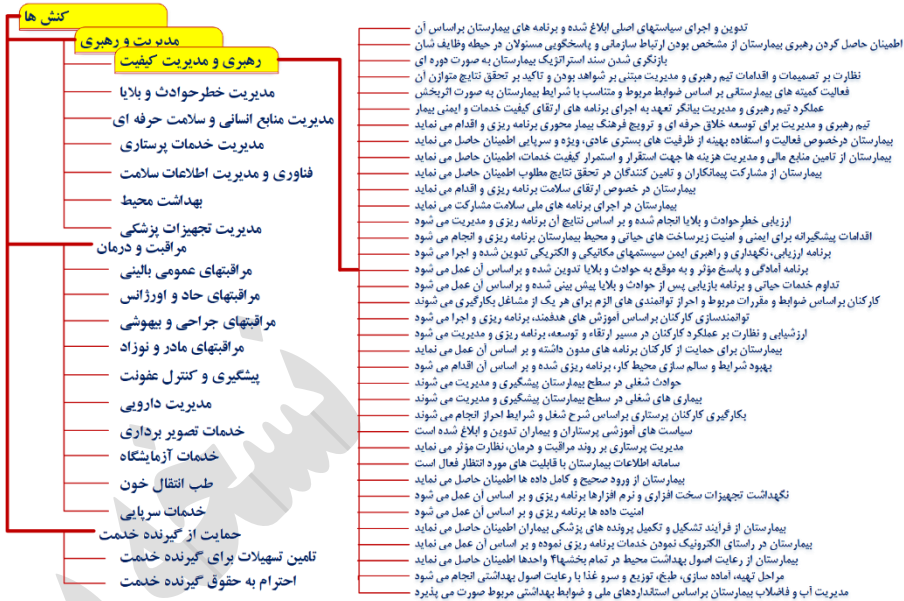 کنش ها
مدیریت و رهبری
رهبری و مدیریت کیفیت
مدیریت خطرحوادث و بلایا
مدیریت منابع انسانی و سلامت حرفه ای
مدیریت خدمات پرستاری
فناوری و مدیریت اطلاعات سلامت
بهداشت محیط
مدیریت تجهیزات پزشکی
مراقبت و درمان
مراقبتهای عمومی بالینی
مراقبتهای حاد و اورژانس
مراقبتهای جراحی و بیهوشی
مراقبتهای مادر و نوزاد
پیشگیری و کنترل عفونت
مدیریت دارویی
خدمات تصویر برداری
خدمات آزمایشگاه
طب انتقال خون
خدمات سرپایی
حمایت از گیرنده خدمت
تامین تسهیلات برای گیرنده خدمت
احترام به حقوق گیرنده خدمت
تدوین و اجرای سیاستهای اصلی ابلاغ شده و برنامه های بیمارستان براساس آن
اطمینان حاصل کردن رهبری بیمارستان از مشخص بودن ارتباط سازمانی و پاسخگویی مسئولان در حیطه وظایف شان
بازنگری شدن سند استراتژیک بیمارستان به صورت دوره ای
نظارت بر تصمیمات و اقدامات تیم رهبری و مدیریت مبتنی بر شواهد بودن و تاکید بر تحقق نتایج متوازن آن
فعالیت کمیته های بیمارستانی بر اساس ضوابط مربوط و متناسب با شرایط بیمارستان به صورت اثربخش
عملکرد تیم رهبری و مدیریت بیانگر تعهد به اجرای برنامه های ارتقای کیفیت خدمات و ایمنی بیمار
تیم رهبری و مدیریت برای توسعه خلاق حرفه ای و ترویج فرهنگ بیمار محوری برنامه ریزی و اقدام می نماید
بیمارستان درخصوص فعالیت و استفاده بهینه از ظرفیت های بستری عادی، ویژه و سرپایی اطمینان حاصل می نماید
بیمارستان از تامین منابع مالی و مدیریت هزینه ها جهت استقرار و استمرار کیفیت خدمات، اطمینان حاصل می نماید
بیمارستان از مشارکت پیمانکاران و تامین کنندگان در تحقق نتایج مطلوب اطمینان حاصل می نماید
بیمارستان در خصوص ارتقای سلامت برنامه ریزی و اقدام می نماید
بیمارستان در اجرای برنامه های ملی سلامت مشارکت می نماید
ارزیابی خطرحوادث و بلایا انجام شده و بر اساس نتایج آن برنامه ریزی و مدیریت می شود
اقدامات پیشگیرانه برای ایمنی و امنیت زیرساخت های حیاتی و محیط بیمارستان برنامه ریزی و انجام می شود
برنامه ارزیابی، نگهداری و راهبری ایمن سیستمهای مکانیکی و الکتریکی تدوین شده و اجرا می شود
برنامه آمادگی و پاسخ مؤثر و به موقع به حوادث و بلایا تدوین شده و براساس آن عمل می شود
تداوم خدمات حیاتی و برنامه بازیابی پس از حوادث و بلایا پیش بینی شده و براساس آن عمل می شود
کارکنان براساس ضوابط و مقررات مربوط و احراز توانمندی های الزم برای هر یک از مشاغل بکارگیری می شوند
توانمندسازی کارکنان براساس آموزش های هدفمند، برنامه ریزی و اجرا می شود
ارزشیابی و نظارت بر عملکرد کارکنان در مسیر ارتقاء و توسعه، برنامه ریزی و مدیریت می شود
بیمارستان برای حمایت از کارکنان برنامه های مدون داشته و بر اساس آن عمل می نماید
بهبود شرایط و سالم سازی محیط کار، برنامه ریزی شده و بر اساس آن اقدام می شود
حوادث شغلی در سطح بیمارستان پیشگیری و مدیریت می شوند
بیماری های شغلی در سطح بیمارستان پیشگیری و مدیریت می شوند
بکارگیری کارکنان پرستاری براساس شرح شغل و شرایط احراز انجام می شوند
سیاست های آموزشی پرستاران و بیماران تدوین و ابلاغ شده است
مدیریت پرستاری بر روند مراقبت و درمان، نظارت مؤثر می نماید
سامانه اطلاعات بیمارستان با قابلیت های مورد انتظار فعال است
بیمارستان از ورود صحیح و کامل داده ها اطمینان حاصل می نماید
نگهداشت تجهیزات سخت افزاری و نرم افزارها برنامه ریزی و بر اساس آن عمل می شود
امنیت داده ها برنامه ریزی و بر اساس آن عمل می شود
بیمارستان از فرآیند تشکیل و تکمیل پرونده های پزشکی بیماران اطمینان حاصل می نماید
بیمارستان در راستای الکترونیک نمودن خدمات برنامه ریزی نموده و بر اساس آن عمل می نماید
بیمارستان از رعایت اصول بهداشت محیط در تمام بخشها۴ واحدها اطمینان حاصل می نماید
مراحل تهیه، آماده سازی، طبخ، توزیع و سرو غذا با رعایت اصول بهداشتی انجام می شود
مدیریت آب و فاضلاب بیمارستان براساس استانداردهای ملی و ضوابط بهداشتی مربوط صورت می پذیرد